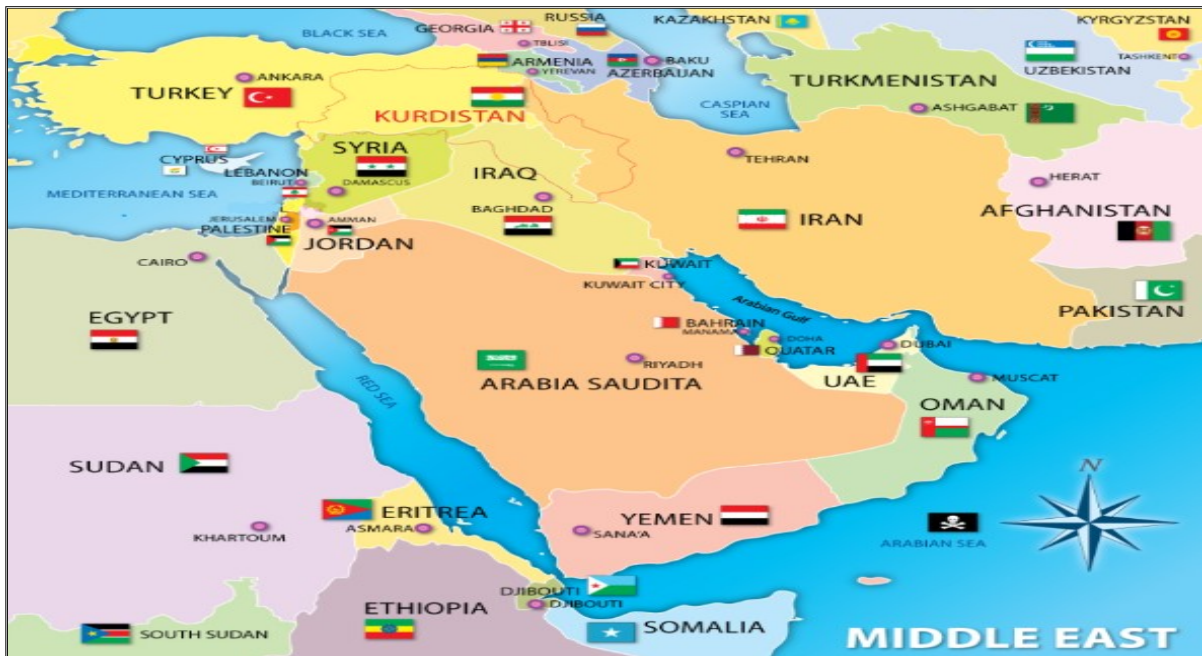 BLACK SEA
GEORGIA
TBLISI
RUSSIA
KAZAKHSTAN
KYRGYZSTAN
TASHKENT
UZBEKISTAN
ARMENIA
YEREVAN
AZERBAIJAN
BAKU
TURKMENISTAN
ASHGABAT
CASPIAN
SEA
ANKARA
TURKEY
KURDISTAN
CYPRUS
MEDITERRANEAN SEA
LEBANON
BEIRUT
SYRIA
DAMASCUS
IRAQ
BAGHDAD
TEHRAN
IRAN
HERAT
AFGHANISTAN
PAKISTAN
JERUSALEM
PALESTINE
AMMAN
JORDAN
CAIRO
EGYPT
KUWAIT
KUWAIT CITY
Arabian Gulf
BAHRAIN
MANAMA
DOHA
QUATAR
DUBAI
UAE
MUSCAT
OMAN
RIYADH
ARABIA SAUDITA
RED SEA
SUDAN
KHARTOUM
ERITREA
ASMARA
YEMEN
SANA'A
ARABIAN SEA
N
DJIBOUTI
DJIBOUTI
ETHIOPIA
SOMALIA
SOUTH SUDAN
MIDDLE EAST